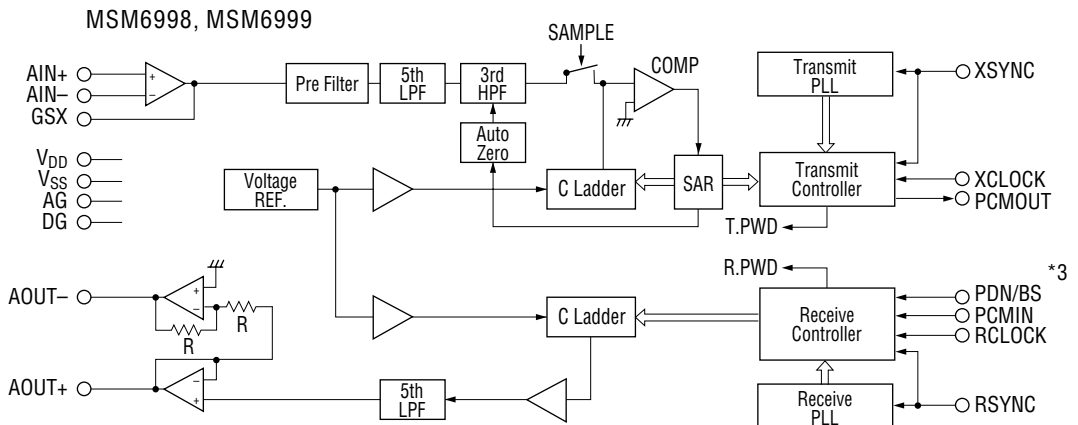 MSM6998, MSM6999
SAMPLE
AIN+
AIN−
GSX
Pre Filter
5th
LPF
3rd
HPF
COMP
Transmit
PLL
XSYNC
Auto
Zero
VDD
VSS
AG
DG
Voltage
REF.
C Ladder
SAR
Transmit
Controller
XCLOCK
PCMOUT
T.PWD
R.PWD
*3
AOUT−
+
−
R
R
C Ladder
Receive
Controller
PDN/BS
PCMIN
RCLOCK
AOUT+
−
+
5th
LPF
Receive
PLL
RSYNC
+
−